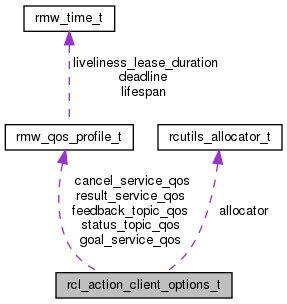 rmw_time_t
liveliness_lease_duration
deadline
lifespan
rmw_qos_profile_t
rcutils_allocator_t
cancel_service_qos
result_service_qos
feedback_topic_qos
status_topic_qos
goal_service_qos
allocator
rcl_action_client_options_t